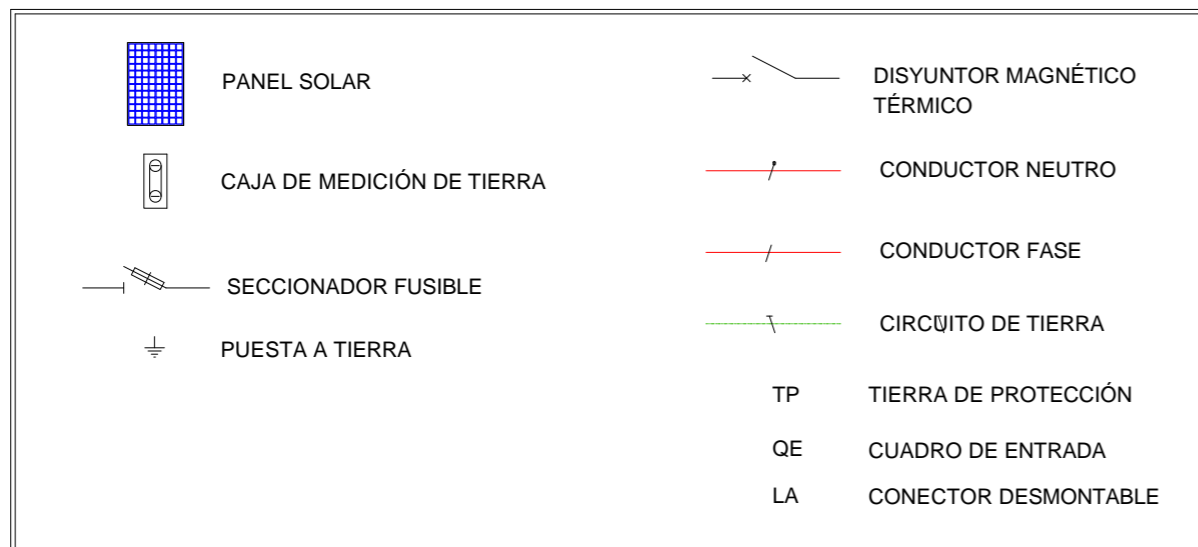 PANEL SOLAR
CAJA DE MEDICIÓN DE TIERRA
SECCIONADOR FUSIBLE
PUESTA A TIERRA
DISYUNTOR MAGNÉTICO
TÉRMICO
CONDUCTOR NEUTRO
CONDUCTOR FASE
CIRCUITO DE TIERRA
TP TIERRA DE PROTECCIÓN
QE CUADRO DE ENTRADA
LA CONECTOR DESMONTABLE